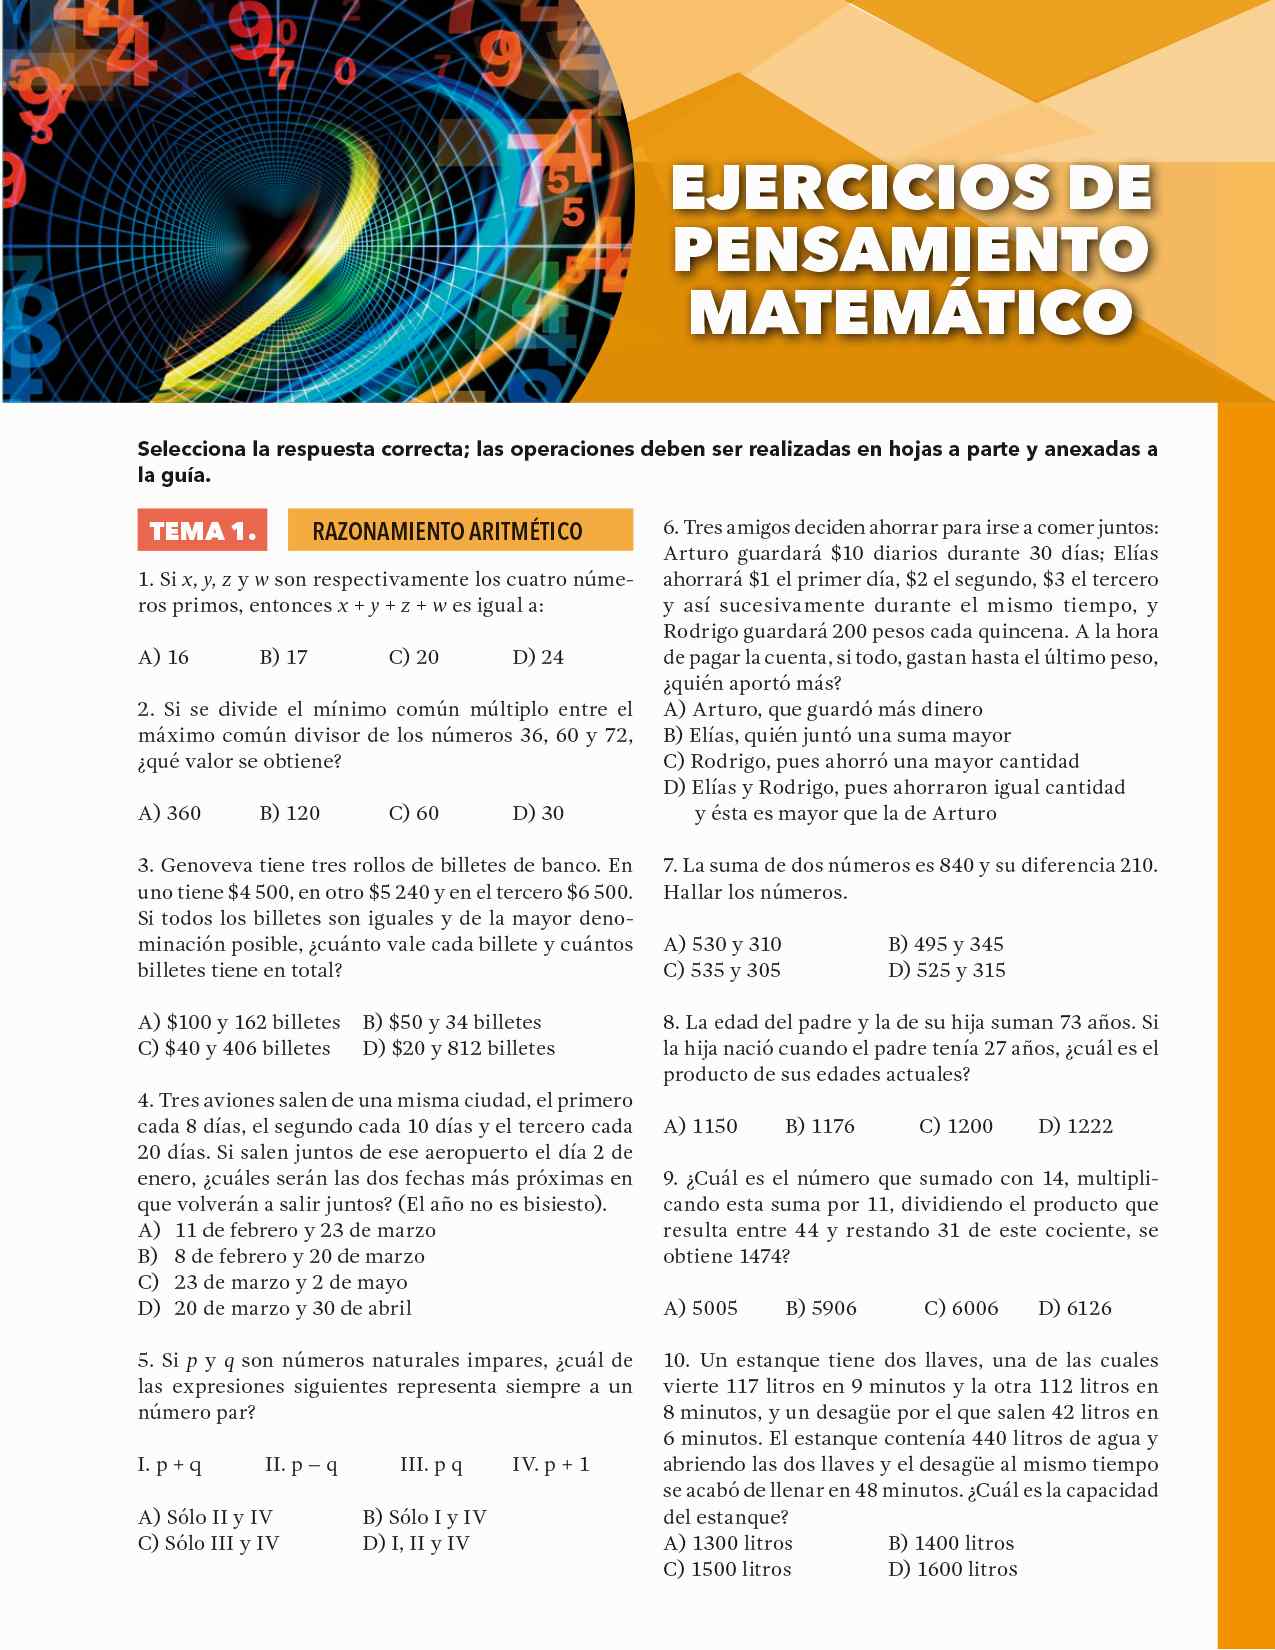 EJERCICIOS DE
PENSAMIENTO
MATEMÁTICO
Selecciona la respuesta correcta; las operaciones deben ser realizadas en hojas a parte y anexadas a
la guía.
TEMA 1.
RAZONAMIENTO ARITMÉTICO
1. Si x, y, z y w son respectivamente los cuatro núme-
ros primos, entonces x + y + z + w es igual a:
A) 16 B) 17 C) 20 D) 24
2. Si se divide el mínimo común múltiplo entre el
máximo común divisor de los números 36, 60 y 72,
¿qué valor se obtiene?
A) 360 B) 120 C) 60 D) 30
3. Genoveva tiene tres rollos de billetes de banco. En
uno tiene $4 500, en otro $5 240 y en el tercero $6 500.
Si todos los billetes son iguales y de la mayor deno-
minación posible, ¿cuánto vale cada billete y cuántos
billetes tiene en total?
A) $100 y 162 billetes B) $50 y 34 billetes
C) $40 y 406 billetes D) $20 y 812 billetes
4. Tres aviones salen de una misma ciudad, el primero
cada 8 días, el segundo cada 10 días y el tercero cada
20 días. Si salen juntos de ese aeropuerto el día 2 de
enero, ¿cuáles serán las dos fechas más próximas en
que volverán a salir juntos? (El año no es bisiesto).
A) 11 de febrero y 23 de marzo
B) 8 de febrero y 20 de marzo
C) 23 de marzo y 2 de mayo
D) 20 de marzo y 30 de abril
5. Si p y q son números naturales impares, ¿cuál de
las expresiones siguientes representa siempre a un
número par?
I. p + q II. p – q III. p q IV. p + 1
A) Sólo II y IV B) Sólo I y IV
C) Sólo III y IV D) I, II y IV
6. Tres amigos deciden ahorrar para irse a comer juntos:
Arturo guardará $10 diarios durante 30 días; Elías
ahorrará $1 el primer día, $2 el segundo, $3 el tercero
y así sucesivamente durante el mismo tiempo, y
Rodrigo guardará 200 pesos cada quincena. A la hora
de pagar la cuenta, si todo, gastan hasta el último peso,
¿quién aportó más?
A) Arturo, que guardó más dinero
B) Elías, quién juntó una suma mayor
C) Rodrigo, pues ahorró una mayor cantidad
D) Elías y Rodrigo, pues ahorraron igual cantidad
y ésta es mayor que la de Arturo
7. La suma de dos números es 840 y su diferencia 210.
Hallar los números.
A) 530 y 310 B) 495 y 345
C) 535 y 305 D) 525 y 315
8. La edad del padre y la de su hija suman 73 años. Si
la hija nació cuando el padre tenía 27 años, ¿cuál es el
producto de sus edades actuales?
A) 1150 B) 1176 C) 1200 D) 1222
9. ¿Cuál es el número que sumado con 14, multipli-
cando esta suma por 11, dividiendo el producto que
resulta entre 44 y restando 31 de este cociente, se
obtiene 1474?
A) 5005 B) 5906 C) 6006 D) 6126
10. Un estanque tiene dos llaves, una de las cuales
vierte 117 litros en 9 minutos y la otra 112 litros en
8 minutos, y un desagüe por el que salen 42 litros en
6 minutos. El estanque contenía 440 litros de agua y
abriendo las dos llaves y el desagüe al mismo tiempo
se acabó de llenar en 48 minutos. ¿Cuál es la capacidad
del estanque?
A) 1300 litros B) 1400 litros
C) 1500 litros D) 1600 litros